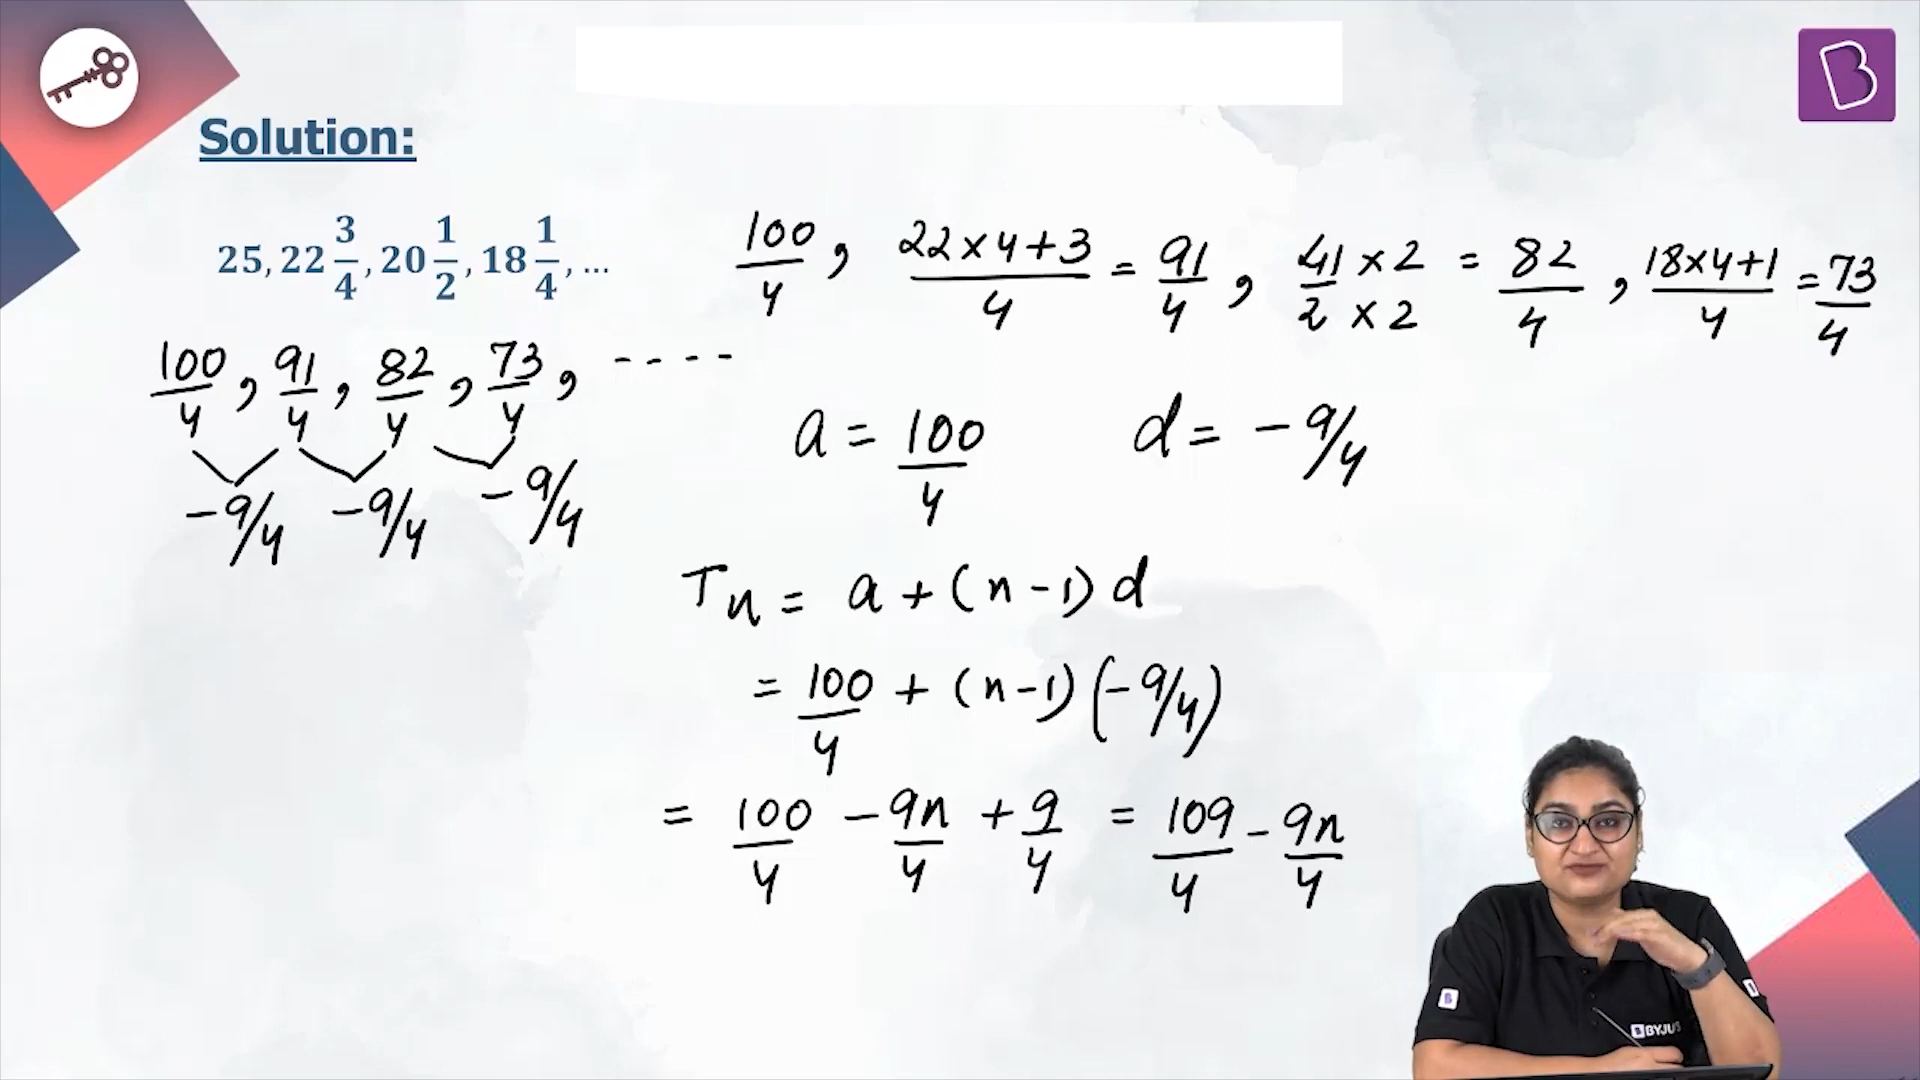 Solution:
25, 22 3/4, 20 1/2, 18 1/4, ...
100/4, (22×4+3)/4 = 91/4, 41×2/2×2 = 82/4, (18×4+1)/4 = 73/4
100/4, 91/4, 82/4, 73/4, ----
-9/4 -9/4 -9/4
a = 100/4 d = -9/4
Tn = a + (n-1) d
= 100/4 + (n-1) (-9/4)
= 100/4 - 9n/4 + 9/4 = 109/4 - 9n/4
B
BYJU'S